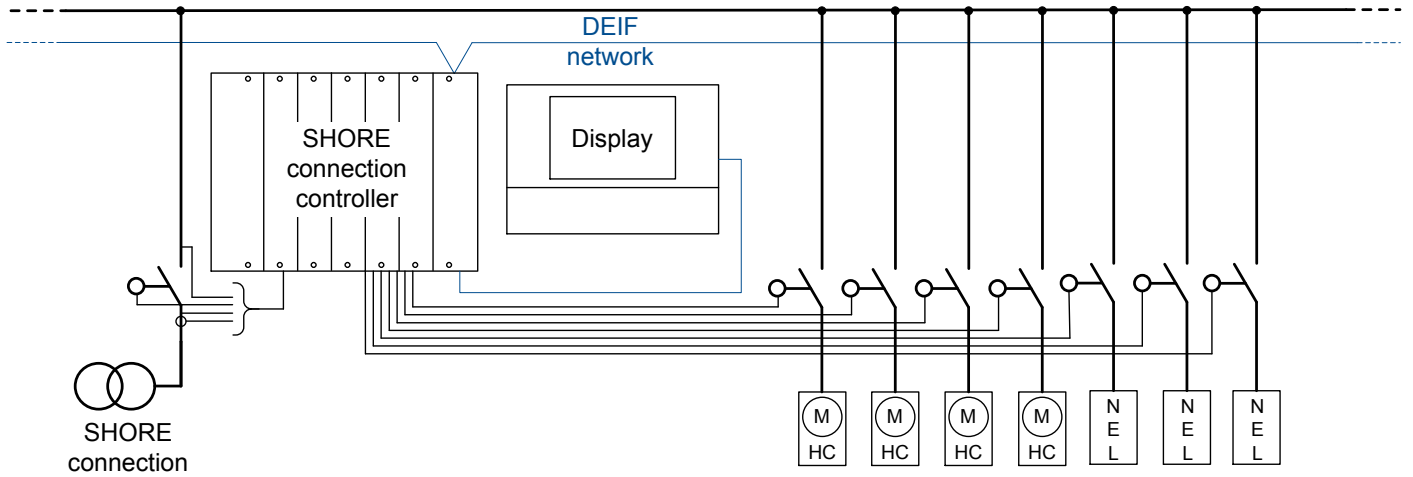 DEIF
network
SHORE
connection
controller
Display
M
HC
M
HC
M
HC
M
HC
N
E
L
N
E
L
N
E
L
SHORE
connection